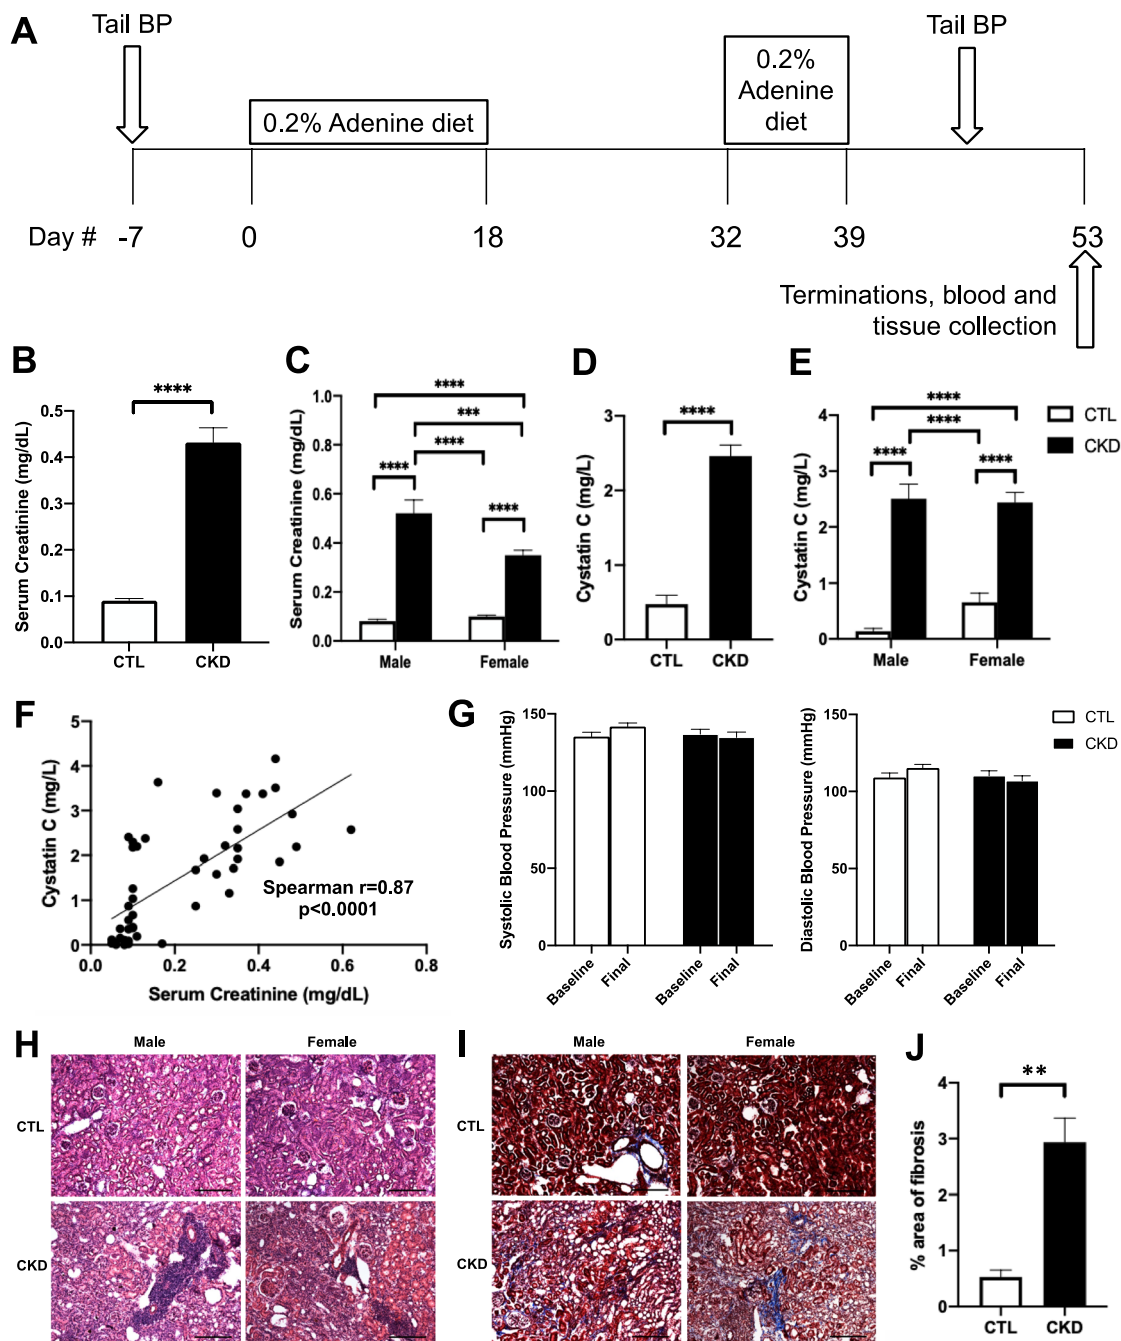 A
Tail BP
Tail BP
0.2% Adenine diet
0.2%
Adenine
diet
Day # -7 0 18 32 39 53
Terminations, blood and
tissue collection
B
****
Serum Creatinine (mg/dL)
0.5
0.4
0.3
0.2
0.1
0.0
CTL CKD
C
****
***
****
****
****
Serum Creatinine (mg/dL)
1.0
0.8
0.6
0.4
0.2
0.0
Male Female
D
****
Cystatin C (mg/L)
3
2
1
0
CTL CKD
E
****
****
****
****
Cystatin C (mg/L)
4
3
2
1
0
Male Female
CTL
CKD
F
Cystatin C (mg/L)
5
4
3
2
1
0
Spearman r=0.87
p<0.0001
0.0 0.2 0.4 0.6 0.8
Serum Creatinine (mg/dL)
G
Systolic Blood Pressure (mmHg)
150
100
50
0
Baseline Final Baseline Final
Diastolic Blood Pressure (mmHg)
150
100
50
0
Baseline Final Baseline Final
CTL
CKD
H
Male Female
CTL
CKD
I
Male Female
CTL
CKD
J
**
% area of fibrosis
4
3
2
1
0
CTL CKD